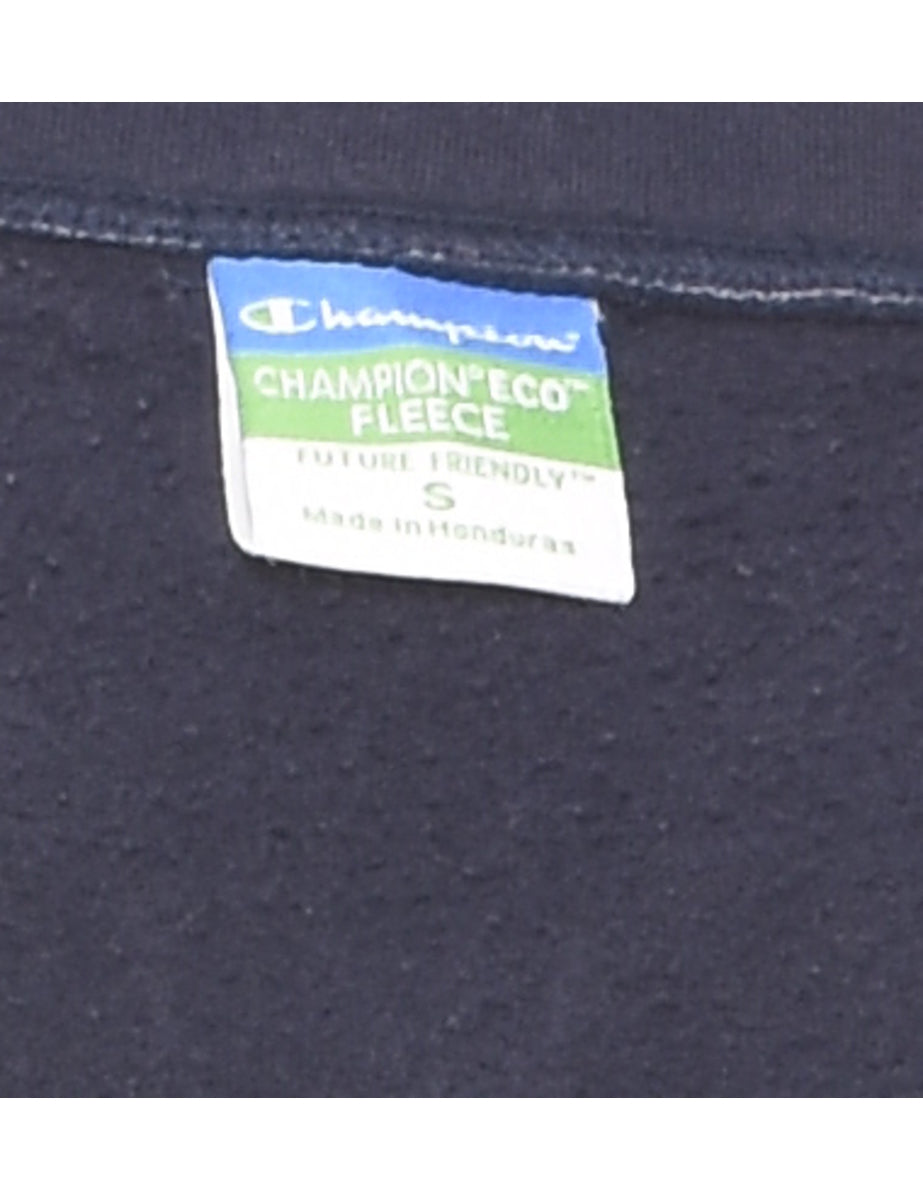 Champion®
CHAMPION® ECO™
FLEECE
FUTURE FRIENDLY™
S
Made in Honduras